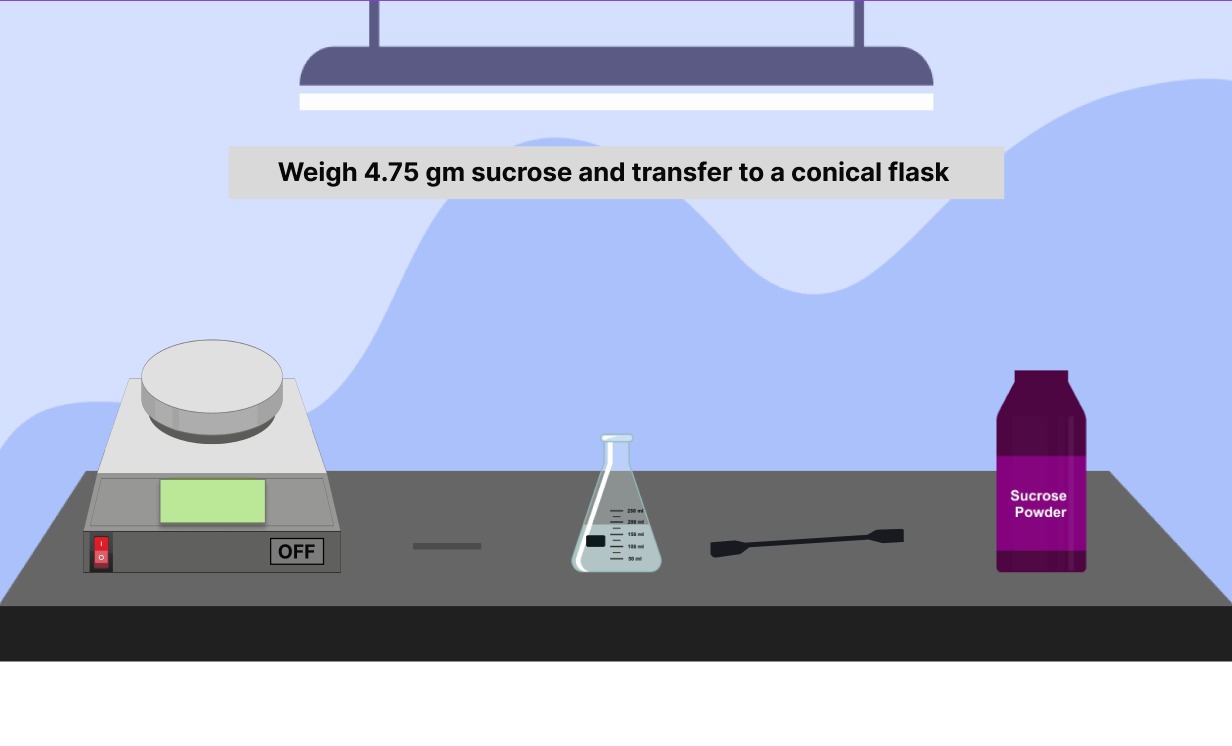 Weigh 4.75 gm sucrose and transfer to a conical flask
250 ml
200 ml
150 ml
100 ml
50 ml
Sucrose
Powder
I
O
OFF